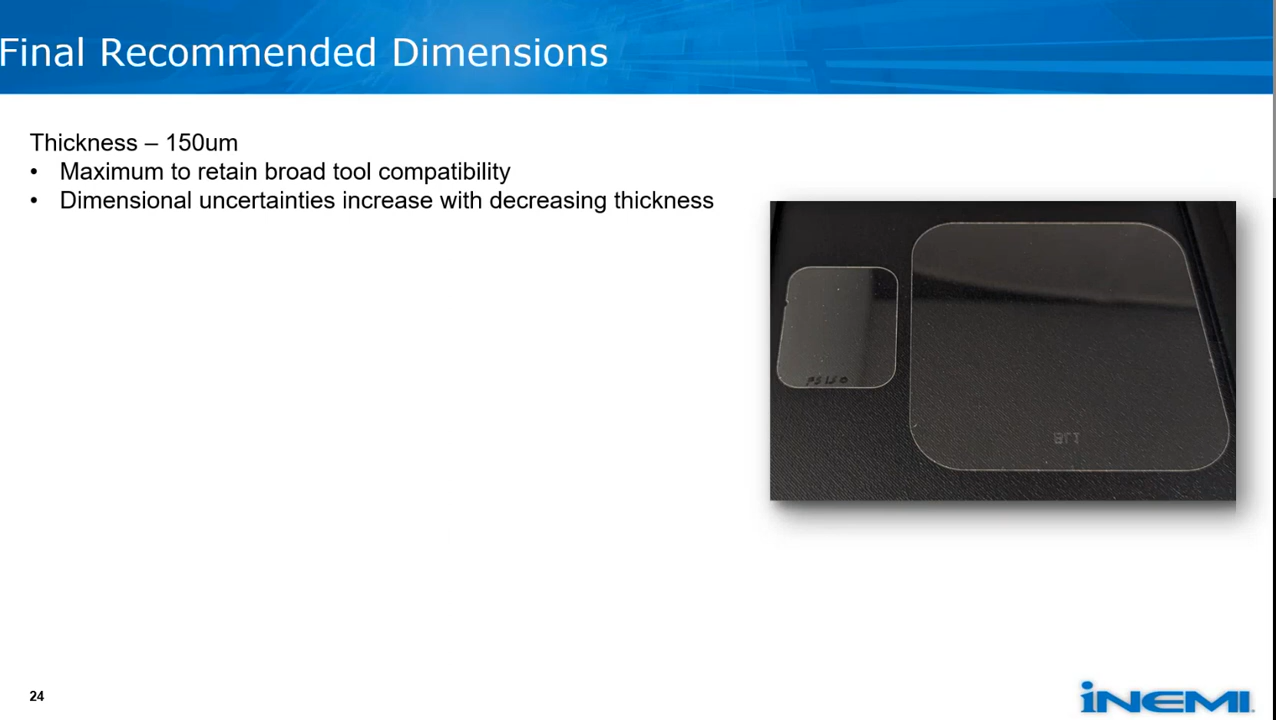 Final Recommended Dimensions
Thickness – 150um
• Maximum to retain broad tool compatibility
• Dimensional uncertainties increase with decreasing thickness
24
iNEMI